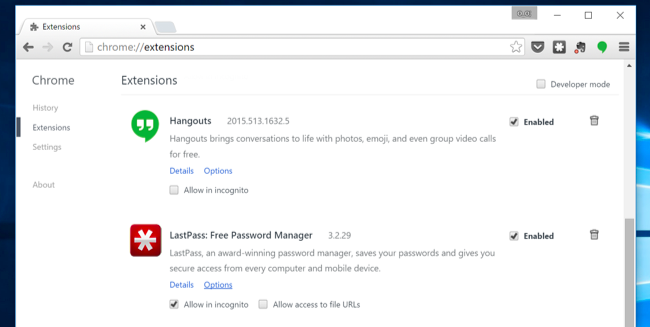 Extensions
chrome://extensions
Chrome
Extensions
Developer mode
History
Extensions
Settings
About
Hangouts 2015.513.1632.5
Enabled
Hangouts brings conversations to life with photos, emoji, and even group video calls
for free.
Details Options
Allow in incognito
LastPass: Free Password Manager 3.2.29
Enabled
LastPass, an award-winning password manager, saves your passwords and gives you
secure access from every computer and mobile device.
Details Options
Allow in incognito Allow access to file URLs